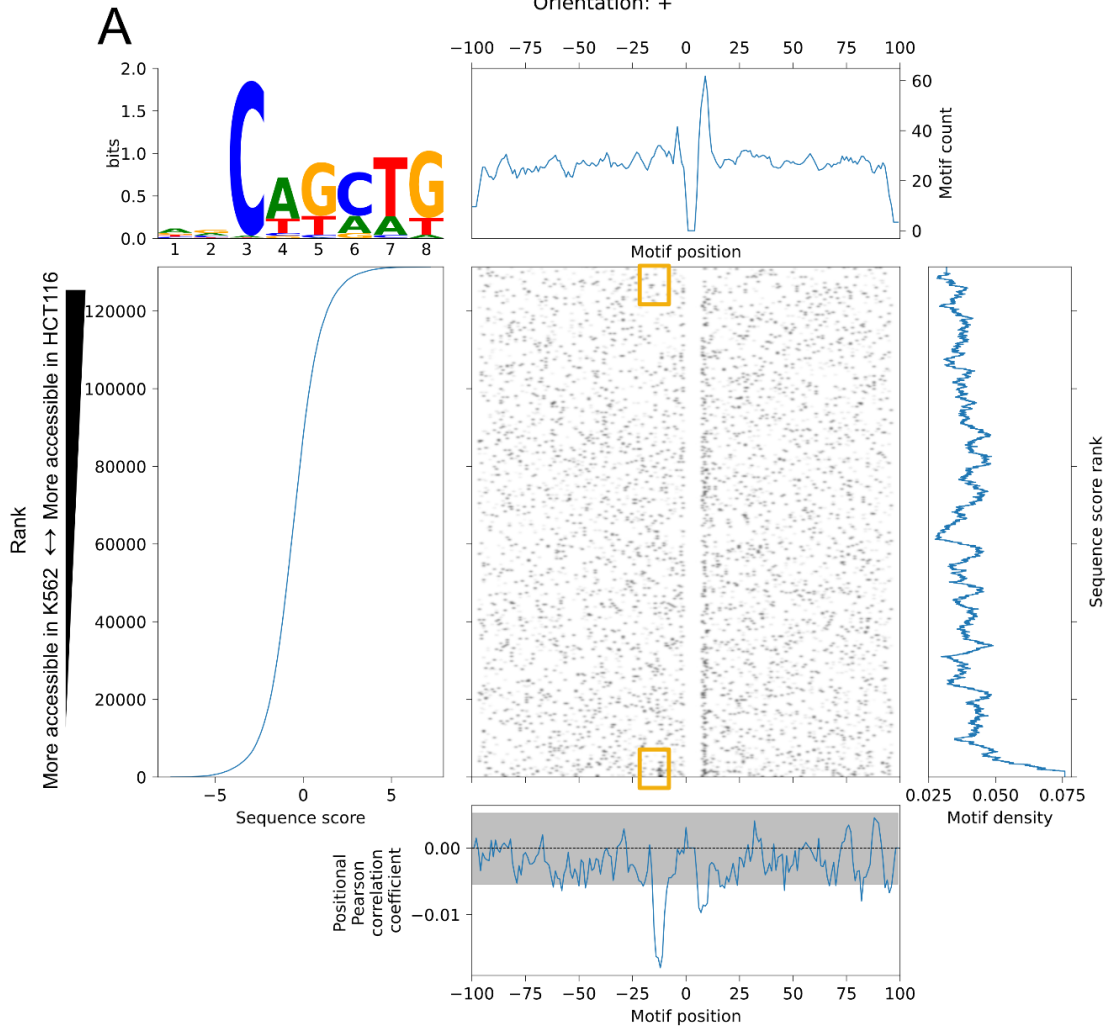 Orientation: +
A
−100 −75 −50 −25 0 25 50 75 100
2.0
1.5
1.0
0.5
0.0
bits
CAGCTG
TTAAT
1 2 3 4 5 6 7 8
60
40
20
0
Motif count
Motif position
Rank
More accessible in K562 ↔ More accessible in HCT116
120000
100000
80000
60000
40000
20000
0
−5 0 5
Sequence score
0.025 0.050 0.075
Motif density
Sequence score rank
Positional
Pearson
correlation
coefficient
0.00
−0.01
−100 −75 −50 −25 0 25 50 75 100
Motif position